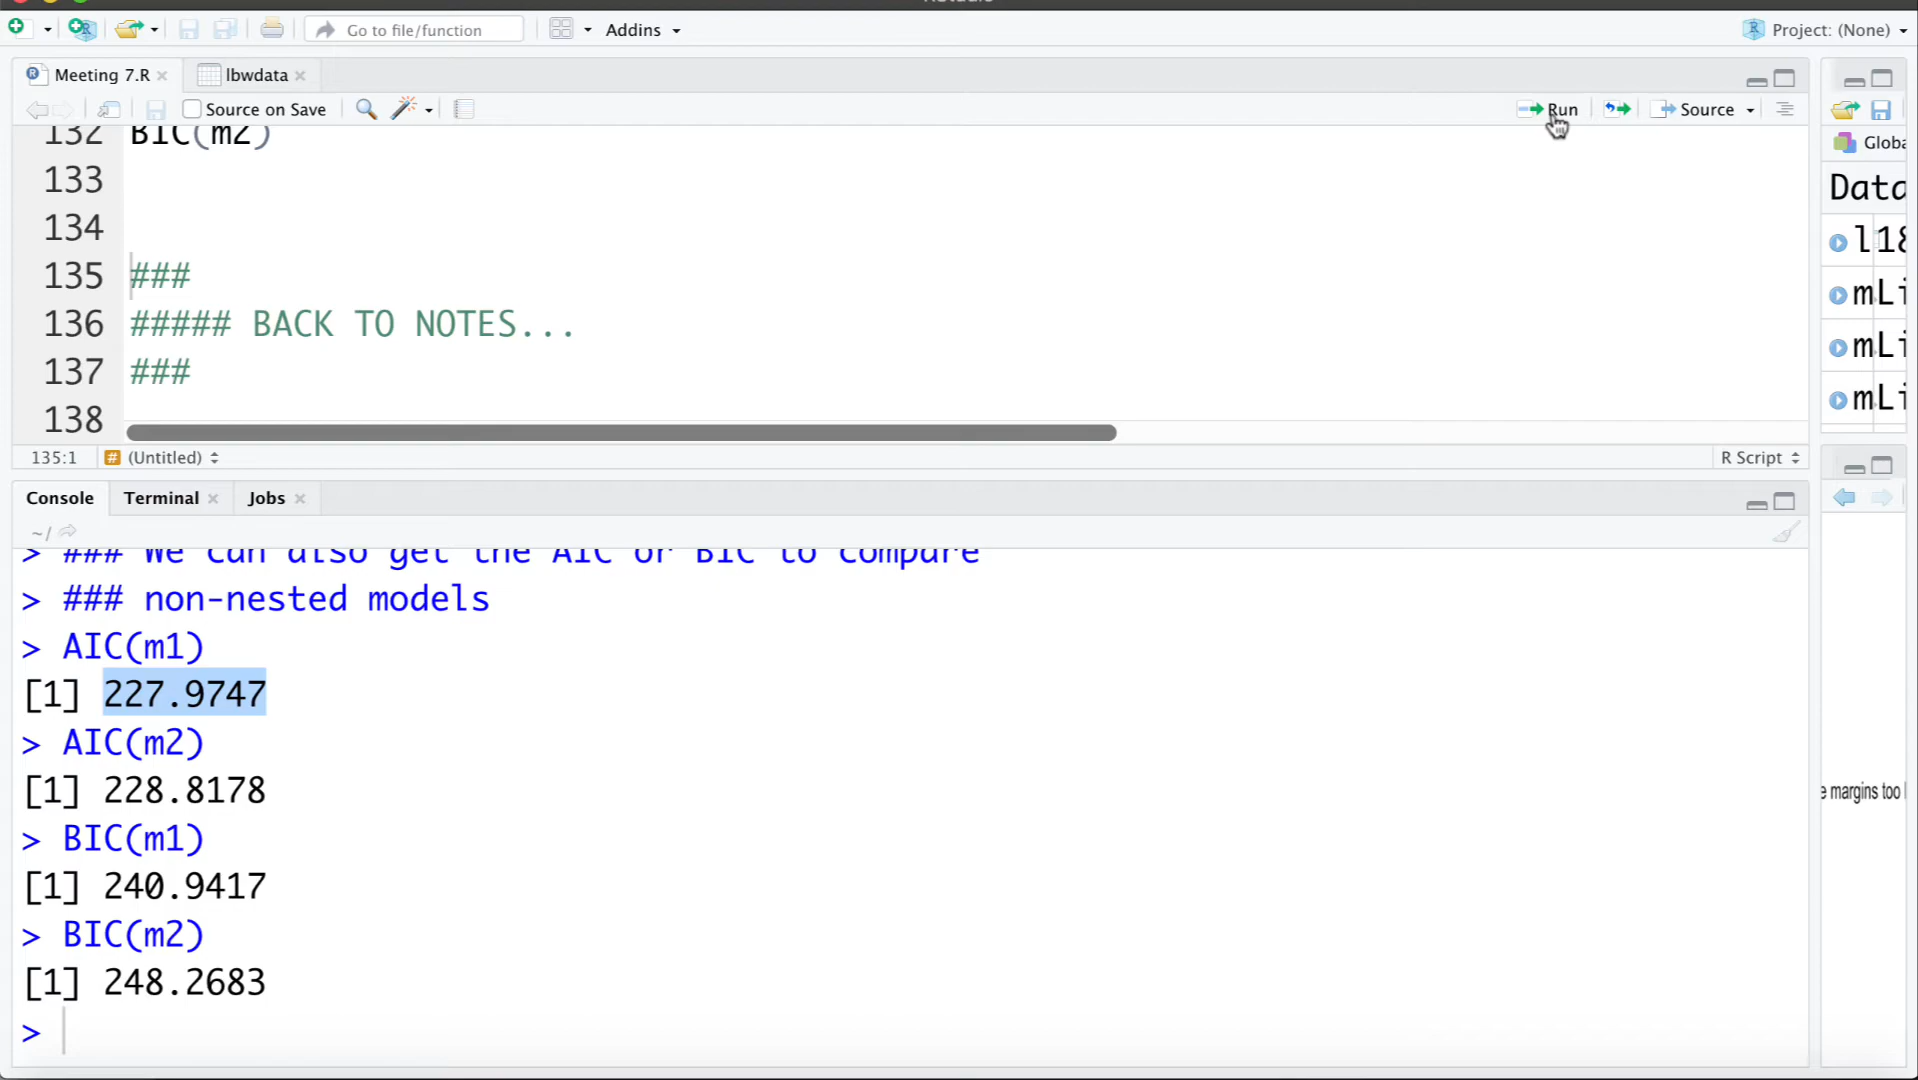 RStudio
Go to file/function
Addins
Project: (None)
Meeting 7.R
lbwdata
Source on Save
Run
Source
132 BIC(m2)
133
134
135 ###
136 ##### BACK TO NOTES...
137 ###
138
135:1
(Untitled)
R Script
Console
Terminal
Jobs
~/
> ### We can also get the AIC or BIC to compare
> ### non-nested models
> AIC(m1)
[1] 227.9747
> AIC(m2)
[1] 228.8178
> BIC(m1)
[1] 240.9417
> BIC(m2)
[1] 248.2683
>
Globa
Data
l18
mLi
mLi
mLi
e margins too l